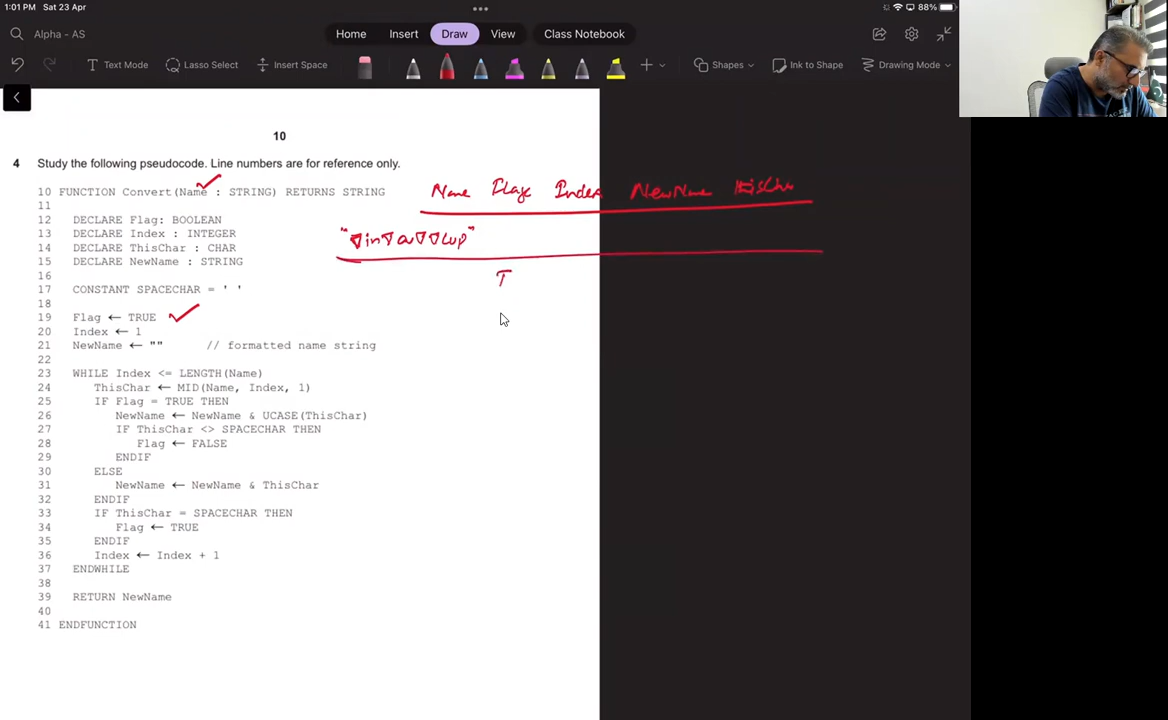 1:01 PM Sat 23 Apr
88%
Alpha - AS
Home Insert Draw View Class Notebook
Text Mode Lasso Select Insert Space Shapes Ink to Shape Drawing Mode
10
4 Study the following pseudocode. Line numbers are for reference only.
10 FUNCTION Convert(Name : STRING) RETURNS STRING
Name Flag Index NewName ThisChar
11
12 DECLARE Flag: BOOLEAN
13 DECLARE Index : INTEGER
"∇in∇a∇∇Cup"
14 DECLARE ThisChar : CHAR
15 DECLARE NewName : STRING
16
T
17 CONSTANT SPACECHAR = ' '
18
19 Flag ← TRUE
20 Index ← 1
21 NewName ← "" // formatted name string
22
23 WHILE Index <= LENGTH(Name)
24 ThisChar ← MID(Name, Index, 1)
25 IF Flag = TRUE THEN
26 NewName ← NewName & UCASE(ThisChar)
27 IF ThisChar <> SPACECHAR THEN
28 Flag ← FALSE
29 ENDIF
30 ELSE
31 NewName ← NewName & ThisChar
32 ENDIF
33 IF ThisChar = SPACECHAR THEN
34 Flag ← TRUE
35 ENDIF
36 Index ← Index + 1
37 ENDWHILE
38
39 RETURN NewName
40
41 ENDFUNCTION